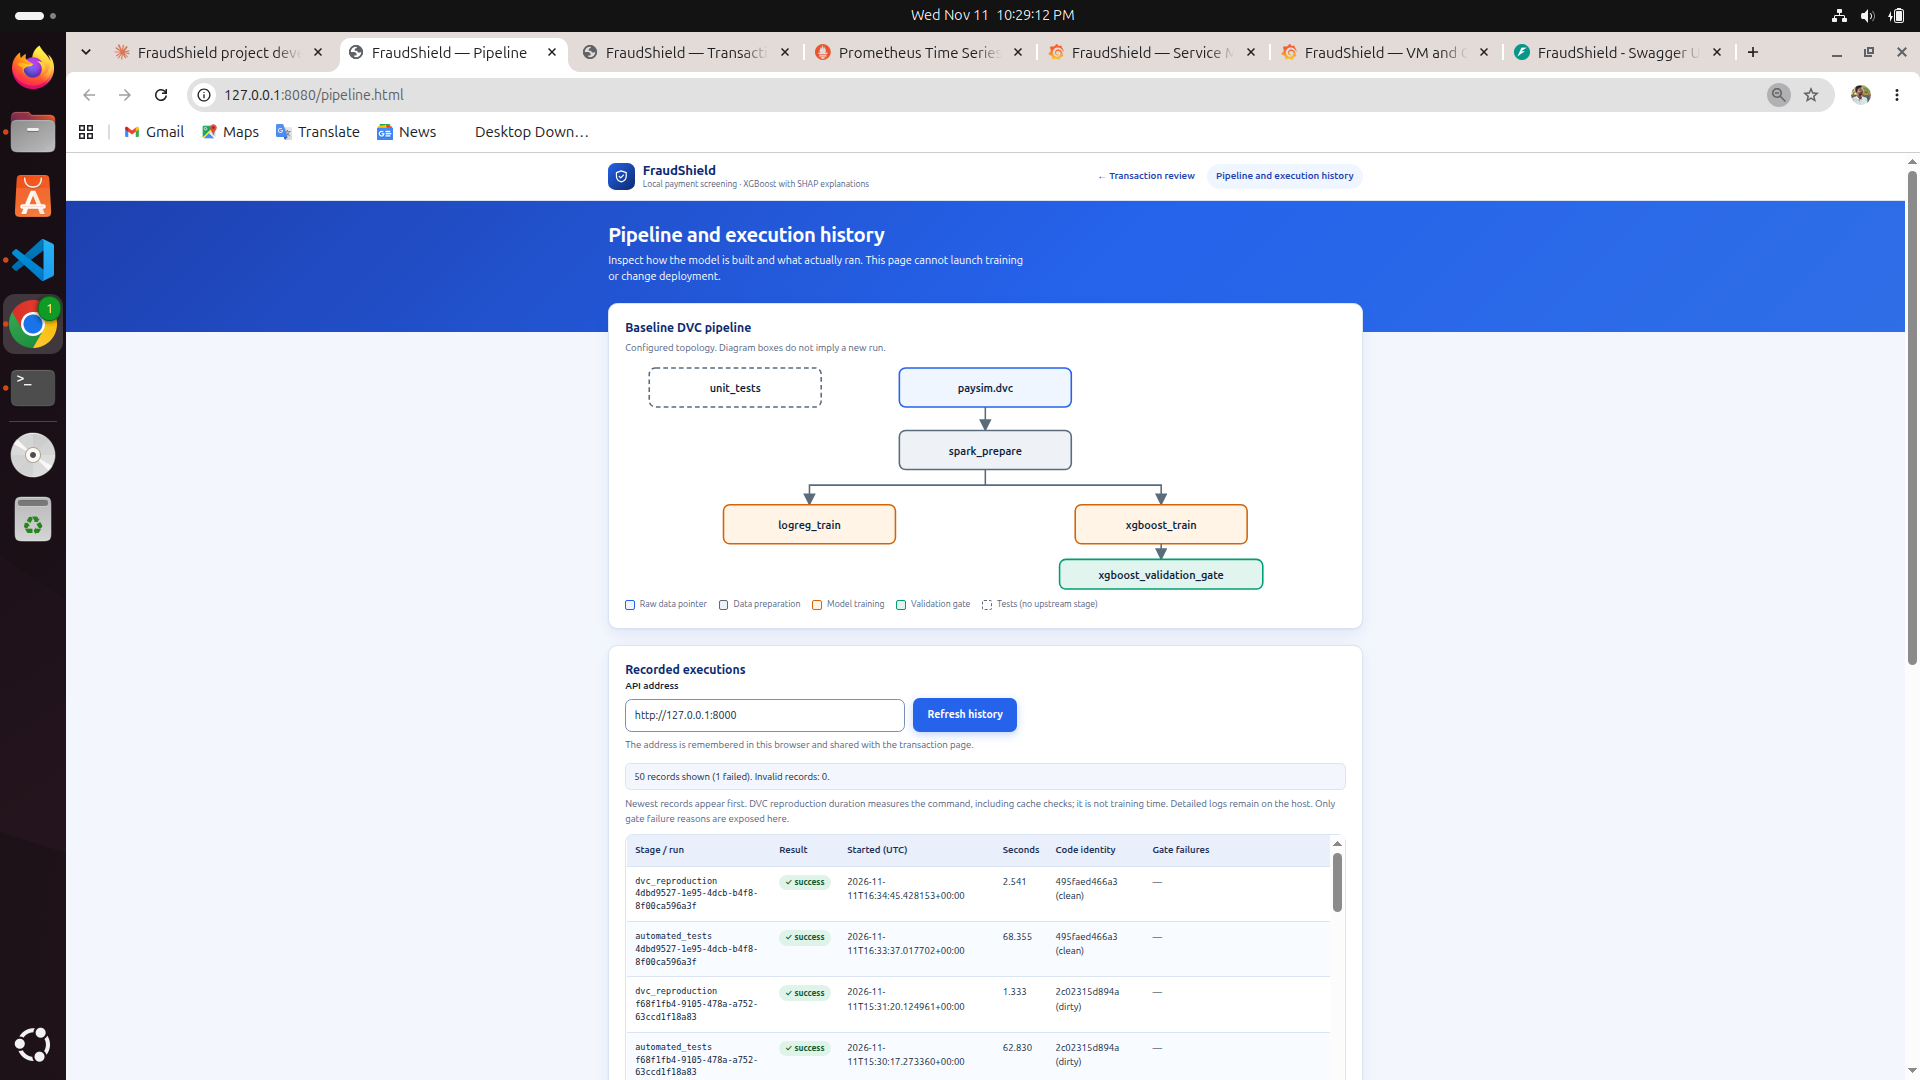 Wed Nov 11 10:29:12 PM
FraudShield project deve
FraudShield — Pipeline
FraudShield — Transacti
Prometheus Time Series
FraudShield — Service M
FraudShield — VM and C
FraudShield - Swagger U
127.0.0.1:8080/pipeline.html
Gmail
Maps
Translate
News
Desktop Down…
1
FraudShield
Local payment screening · XGBoost with SHAP explanations
← Transaction review
Pipeline and execution history
Pipeline and execution history
Inspect how the model is built and what actually ran. This page cannot launch training
or change deployment.
Baseline DVC pipeline
Configured topology. Diagram boxes do not imply a new run.
unit_tests
paysim.dvc
spark_prepare
logreg_train
xgboost_train
xgboost_validation_gate
Raw data pointer
Data preparation
Model training
Validation gate
Tests (no upstream stage)
Recorded executions
API address
http://127.0.0.1:8000
Refresh history
The address is remembered in this browser and shared with the transaction page.
50 records shown (1 failed). Invalid records: 0.
Newest records appear first. DVC reproduction duration measures the command, including cache checks; it is not training time. Detailed logs remain on the host. Only
gate failure reasons are exposed here.
Stage / run Result Started (UTC) Seconds Code identity Gate failures
dvc_reproduction ✓ success 2026-11- 2.541 495faed466a3 —
4dbd9527-1e95-4dcb-b4f8- 11T16:34:45.428153+00:00 (clean)
8f00ca596a3f
automated_tests ✓ success 2026-11- 68.355 495faed466a3 —
4dbd9527-1e95-4dcb-b4f8- 11T16:33:37.017702+00:00 (clean)
8f00ca596a3f
dvc_reproduction ✓ success 2026-11- 1.333 2c02315d894a —
f68f1fb4-9105-478a-a752- 11T15:31:20.124961+00:00 (dirty)
63ccd1f18a83
automated_tests ✓ success 2026-11- 62.830 2c02315d894a —
f68f1fb4-9105-478a-a752- 11T15:30:17.273360+00:00 (dirty)
63ccd1f18a83